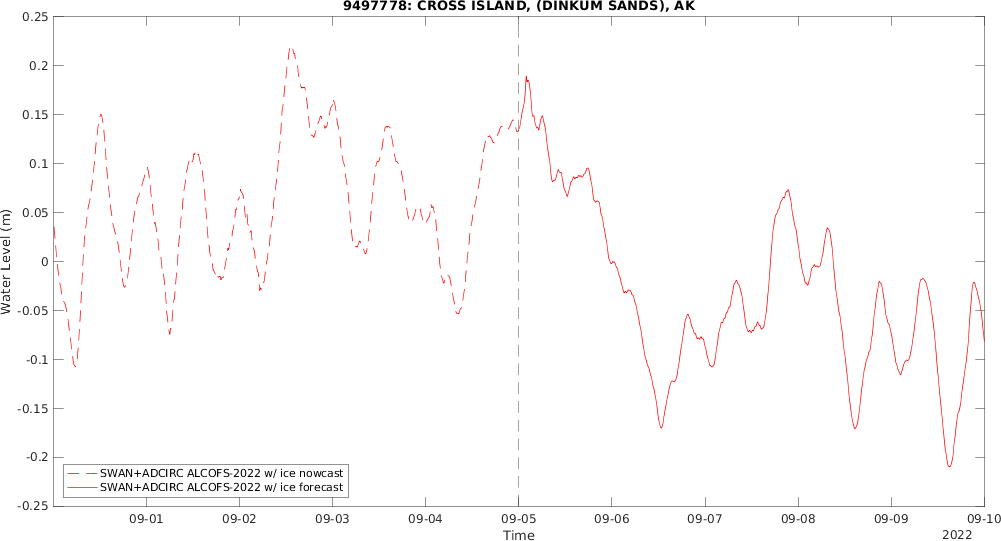 9497778: CROSS ISLAND, (DINKUM SANDS), AK
0.25
0.2
0.15
0.1
0.05
0
-0.05
-0.1
-0.15
-0.2
-0.25
Water Level (m)
SWAN+ADCIRC ALCOFS-2022 w/ ice nowcast
SWAN+ADCIRC ALCOFS-2022 w/ ice forecast
09-01 09-02 09-03 09-04 09-05 09-06 09-07 09-08 09-09 09-10
Time
2022